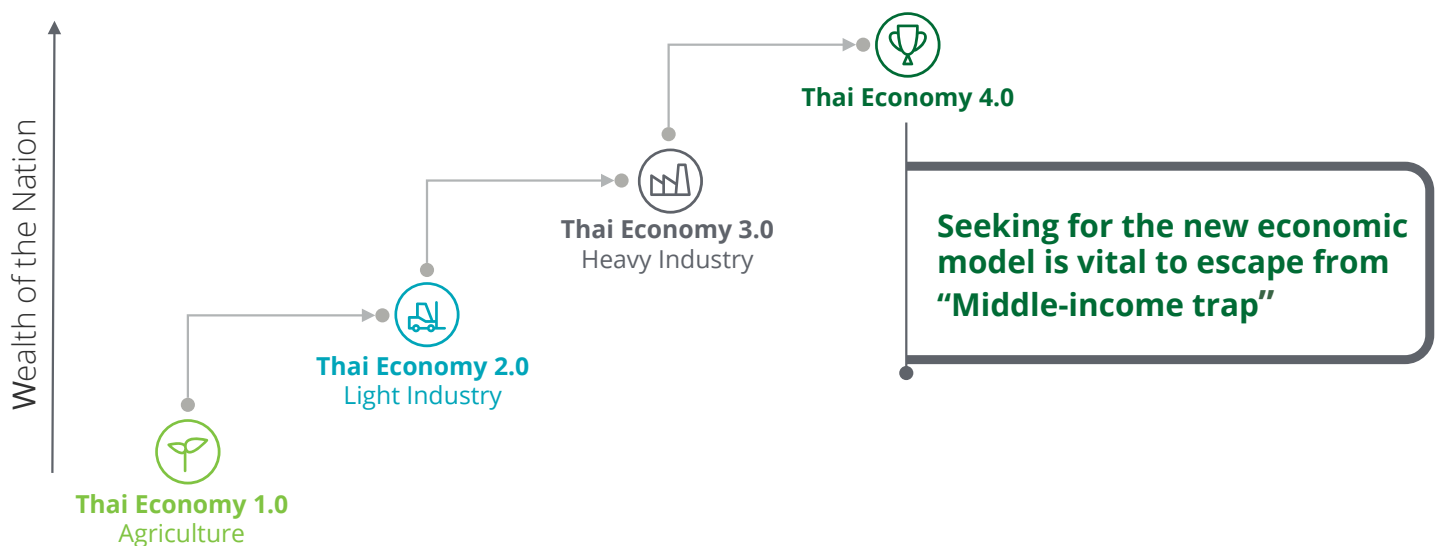 Wealth of the Nation
Thai Economy 4.0
Thai Economy 3.0
Heavy Industry
Thai Economy 2.0
Light Industry
Thai Economy 1.0
Agriculture
Seeking for the new economic
model is vital to escape from
“Middle-income trap”